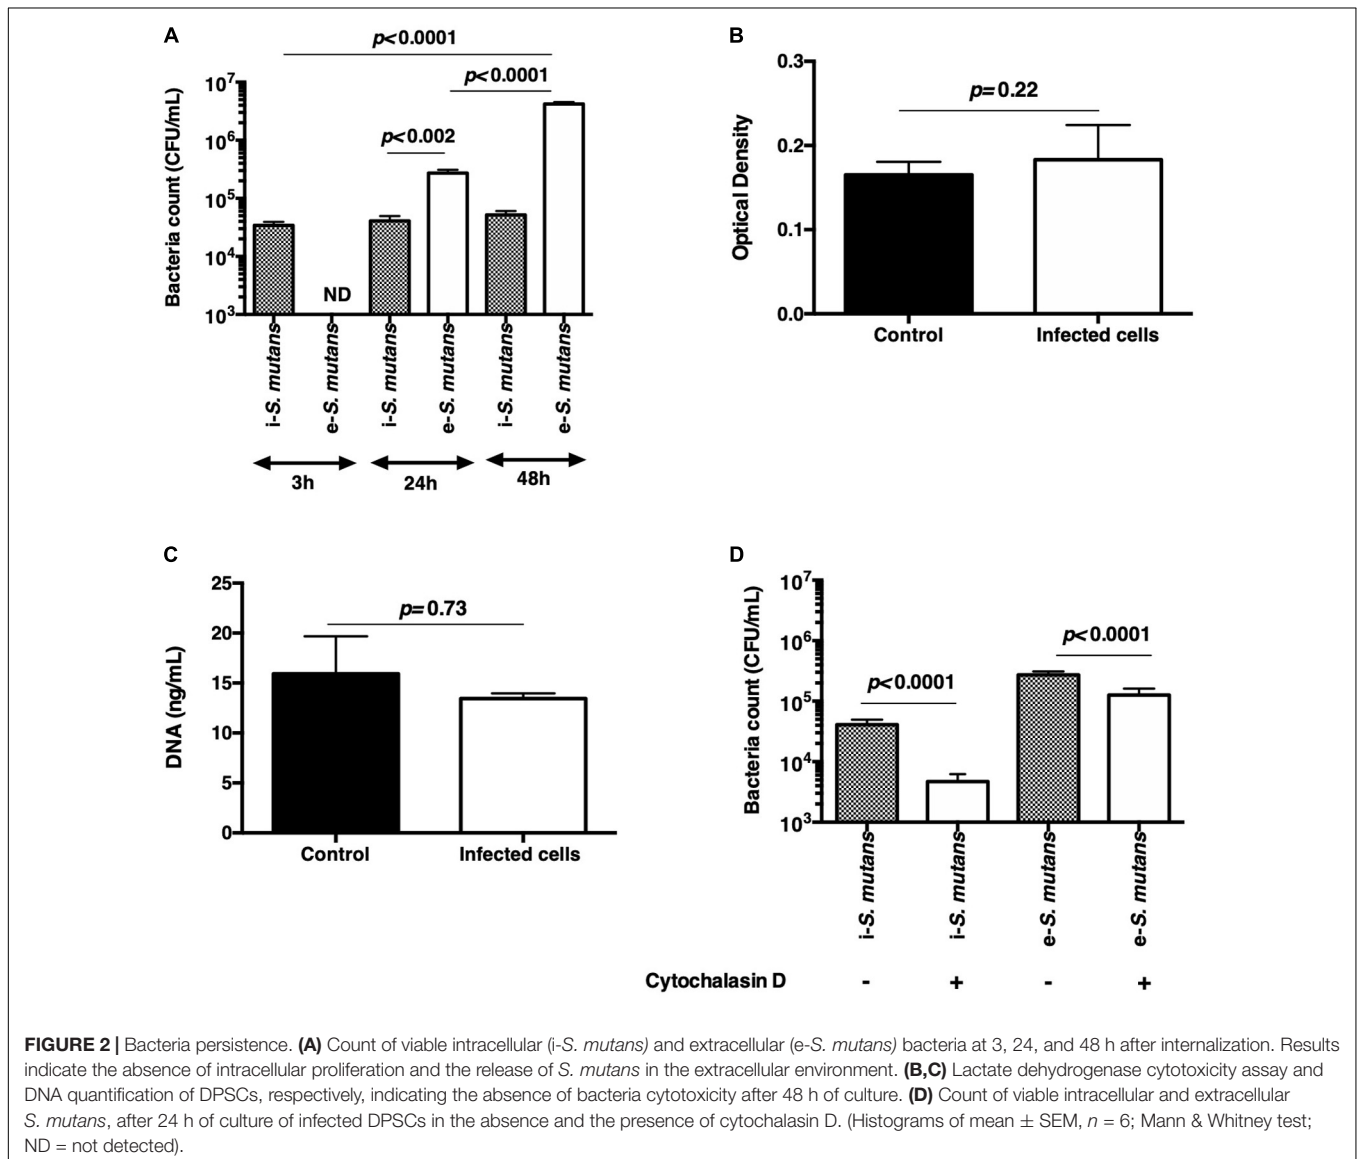 A
p<0.0001
p<0.0001
p<0.002
Bacteria count (CFU/mL)
10⁷
10⁶
10⁵
10⁴
10³
ND
i-S. mutans
e-S. mutans
i-S. mutans
e-S. mutans
i-S. mutans
e-S. mutans
3h
24h
48h
B
p=0.22
Optical Density
0.3
0.2
0.1
0.0
Control
Infected cells
C
p=0.73
DNA (ng/mL)
25
20
15
10
5
0
Control
Infected cells
D
p<0.0001
p<0.0001
Bacteria count (CFU/mL)
10⁷
10⁶
10⁵
10⁴
10³
i-S. mutans
i-S. mutans
e-S. mutans
e-S. mutans
Cytochalasin D - + - +
FIGURE 2 | Bacteria persistence. (A) Count of viable intracellular (i-S. mutans) and extracellular (e-S. mutans) bacteria at 3, 24, and 48 h after internalization. Results
indicate the absence of intracellular proliferation and the release of S. mutans in the extracellular environment. (B,C) Lactate dehydrogenase cytotoxicity assay and
DNA quantification of DPSCs, respectively, indicating the absence of bacteria cytotoxicity after 48 h of culture. (D) Count of viable intracellular and extracellular
S. mutans, after 24 h of culture of infected DPSCs in the absence and the presence of cytochalasin D. (Histograms of mean ± SEM, n = 6; Mann & Whitney test;
ND = not detected).